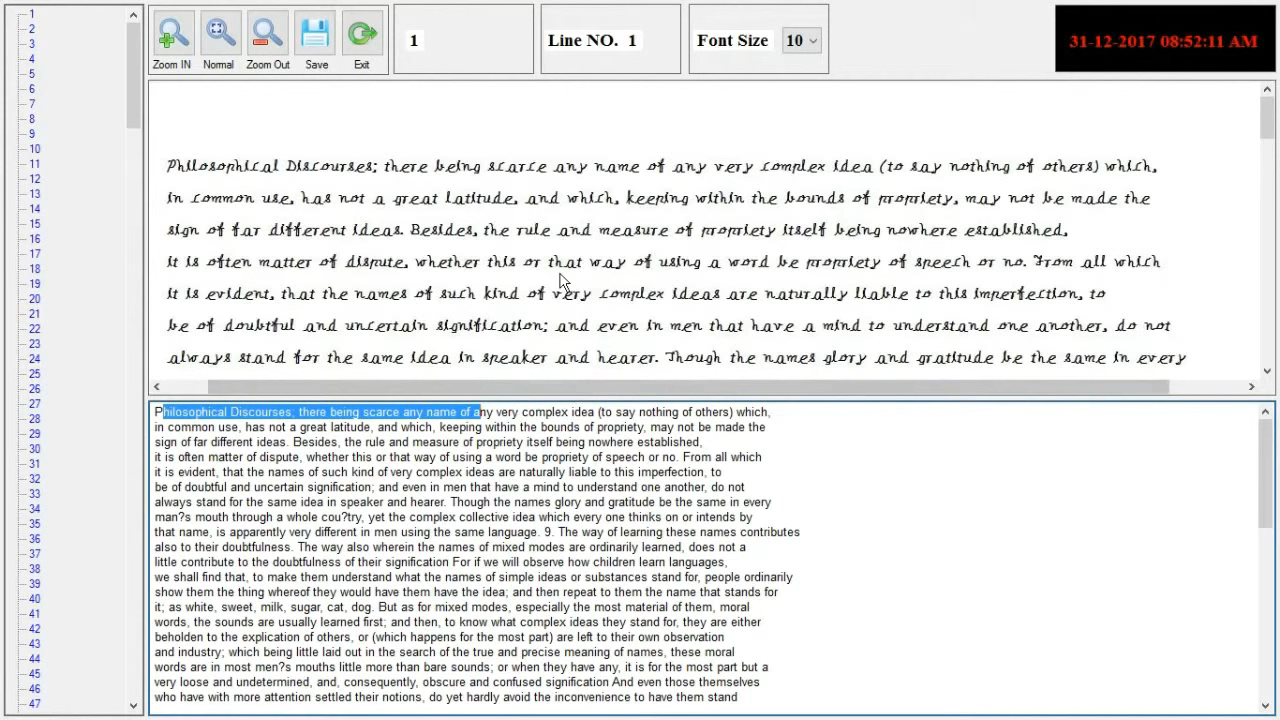 1
2
3
4
5
6
7
8
9
10
11
12
13
14
15
16
17
18
19
20
21
22
23
24
25
26
27
28
29
30
31
32
33
34
35
36
37
38
39
40
41
42
43
44
45
46
47
Zoom IN Normal Zoom Out Save Exit
1
Line NO. 1
Font Size 10
31-12-2017 08:52:11 AM
Philosophical Discourses; there being scarce any name of any very complex idea (to say nothing of others) which,
in common use, has not a great latitude, and which, keeping within the bounds of propriety, may not be made the
sign of far different ideas. Besides, the rule and measure of propriety itself being nowhere established,
it is often matter of dispute, whether this or that way of using a word be propriety of speech or no. From all which
it is evident, that the names of such kind of very complex ideas are naturally liable to this imperfection, to
be of doubtful and uncertain signification; and even in men that have a mind to understand one another, do not
always stand for the same idea in speaker and hearer. Though the names glory and gratitude be the same in every
Philosophical Discourses; there being scarce any name of any very complex idea (to say nothing of others) which,
in common use, has not a great latitude, and which, keeping within the bounds of propriety, may not be made the
sign of far different ideas. Besides, the rule and measure of propriety itself being nowhere established,
it is often matter of dispute, whether this or that way of using a word be propriety of speech or no. From all which
it is evident, that the names of such kind of very complex ideas are naturally liable to this imperfection, to
be of doubtful and uncertain signification; and even in men that have a mind to understand one another, do not
always stand for the same idea in speaker and hearer. Though the names glory and gratitude be the same in every
man?s mouth through a whole cou?try, yet the complex collective idea which every one thinks on or intends by
that name, is apparently very different in men using the same language. 9. The way of learning these names contributes
also to their doubtfulness. The way also wherein the names of mixed modes are ordinarily learned, does not a
little contribute to the doubtfulness of their signification For if we will observe how children learn languages,
we shall find that, to make them understand what the names of simple ideas or substances stand for, people ordinarily
show them the thing whereof they would have them have the idea; and then repeat to them the name that stands for
it; as white, sweet, milk, sugar, cat, dog. But as for mixed modes, especially the most material of them, moral
words, the sounds are usually learned first; and then, to know what complex ideas they stand for, they are either
beholden to the explication of others, or (which happens for the most part) are left to their own observation
and industry; which being little laid out in the search of the true and precise meaning of names, these moral
words are in most men?s mouths little more than bare sounds; or when they have any, it is for the most part but a
very loose and undetermined, and, consequently, obscure and confused signification And even those themselves
who have with more attention settled their notions, do yet hardly avoid the inconvenience to have them stand